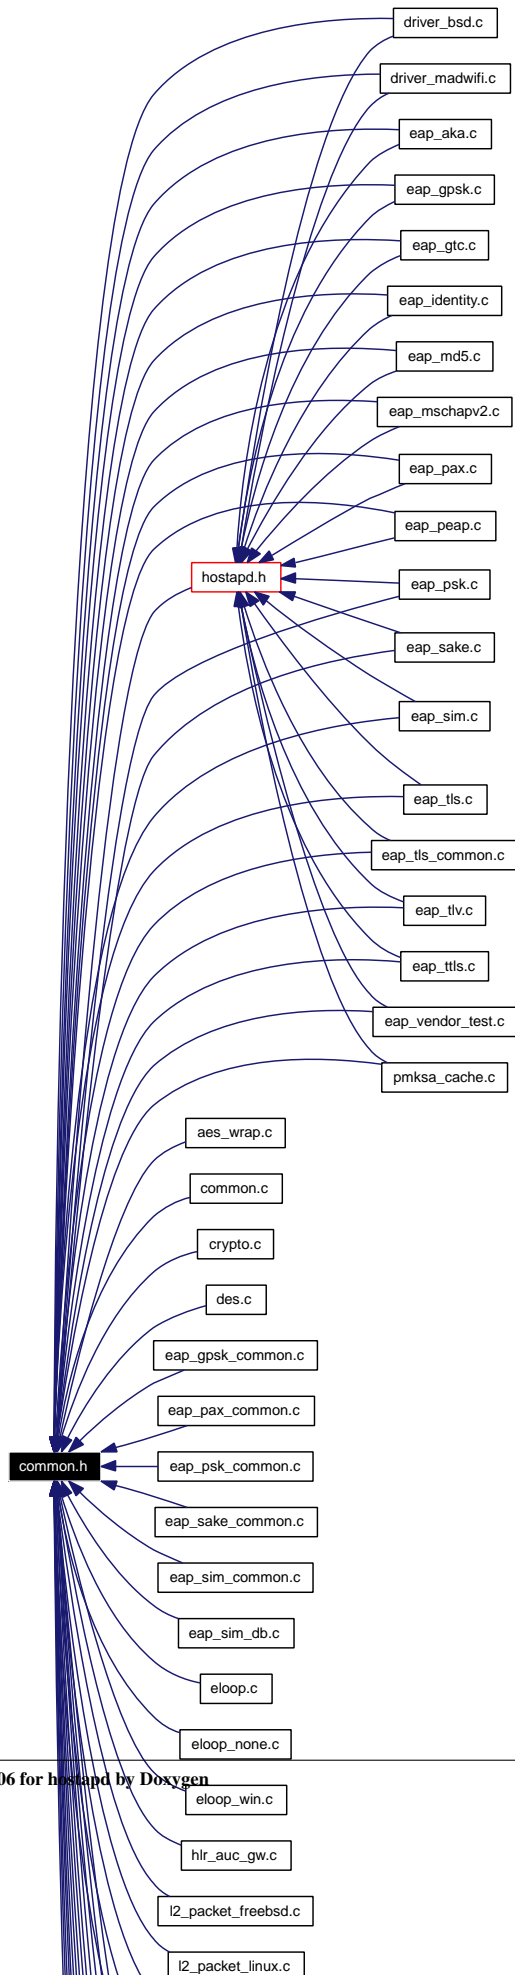 driver_bsd.c
driver_madwifi.c
eap_aka.c
eap_gpsk.c
eap_gtc.c
eap_identity.c
eap_md5.c
eap_mschapv2.c
eap_pax.c
eap_peap.c
hostapd.h
eap_psk.c
eap_sake.c
eap_sim.c
eap_tls.c
eap_tls_common.c
eap_tlv.c
eap_ttls.c
eap_vendor_test.c
pmksa_cache.c
aes_wrap.c
common.c
crypto.c
des.c
eap_gpsk_common.c
eap_pax_common.c
common.h
eap_psk_common.c
eap_sake_common.c
eap_sim_common.c
eap_sim_db.c
eloop.c
eloop_none.c
06 for hostapd by Doxygen
eloop_win.c
hlr_auc_gw.c
l2_packet_freebsd.c
l2_packet_linux.c